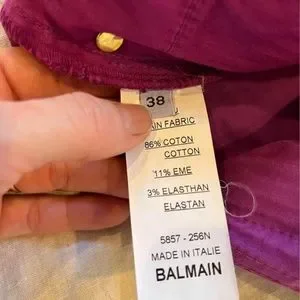 38
IN FABRIC
86% COTON
COTTON
11% EME
3% ELASTHAN
ELASTAN
5857 - 256N
MADE IN ITALIE
BALMAIN